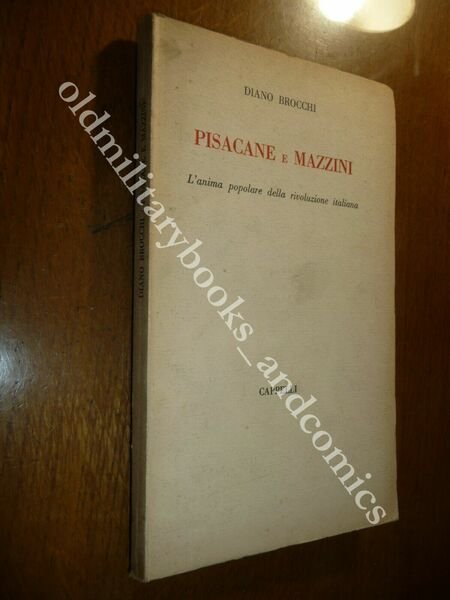 DIANO BROCCHI
PISACANE E MAZZINI
L'anima popolare della rivoluzione italiana
CAPPELLI
DIANO BROCCHI PISACANE E MAZZINI
oldmilitarybooks_andcomics